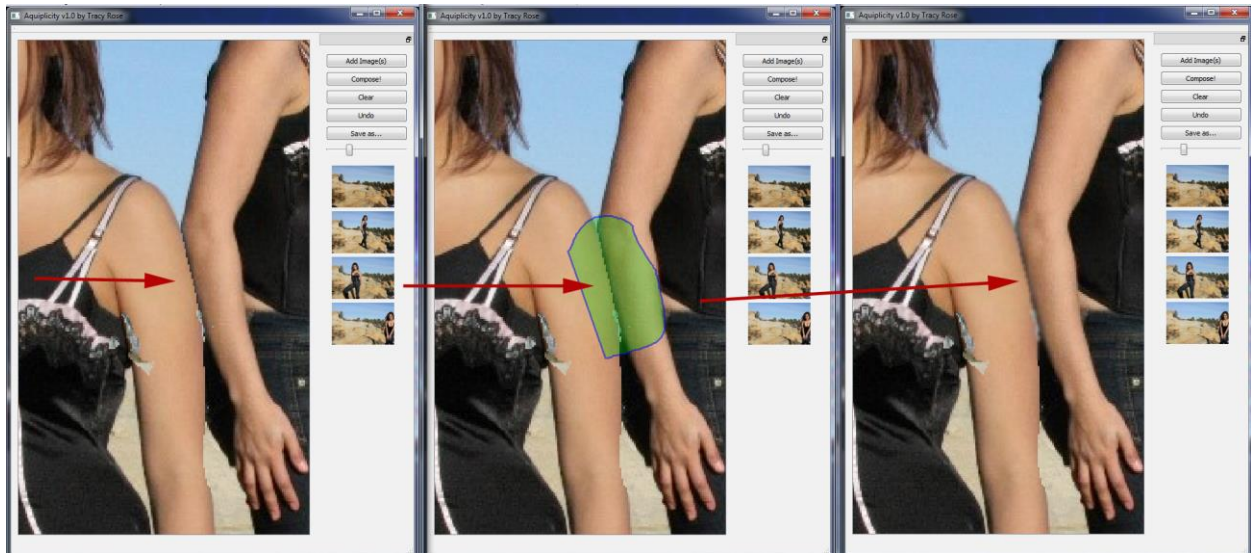 Aquiplicity v1.0 by Tracy Rose
Add Image(s)
Compose!
Clear
Undo
Save as...
Aquiplicity v1.0 by Tracy Rose
Add Image(s)
Compose!
Clear
Undo
Save as...
Aquiplicity v1.0 by Tracy Rose
Add Image(s)
Compose!
Clear
Undo
Save as...